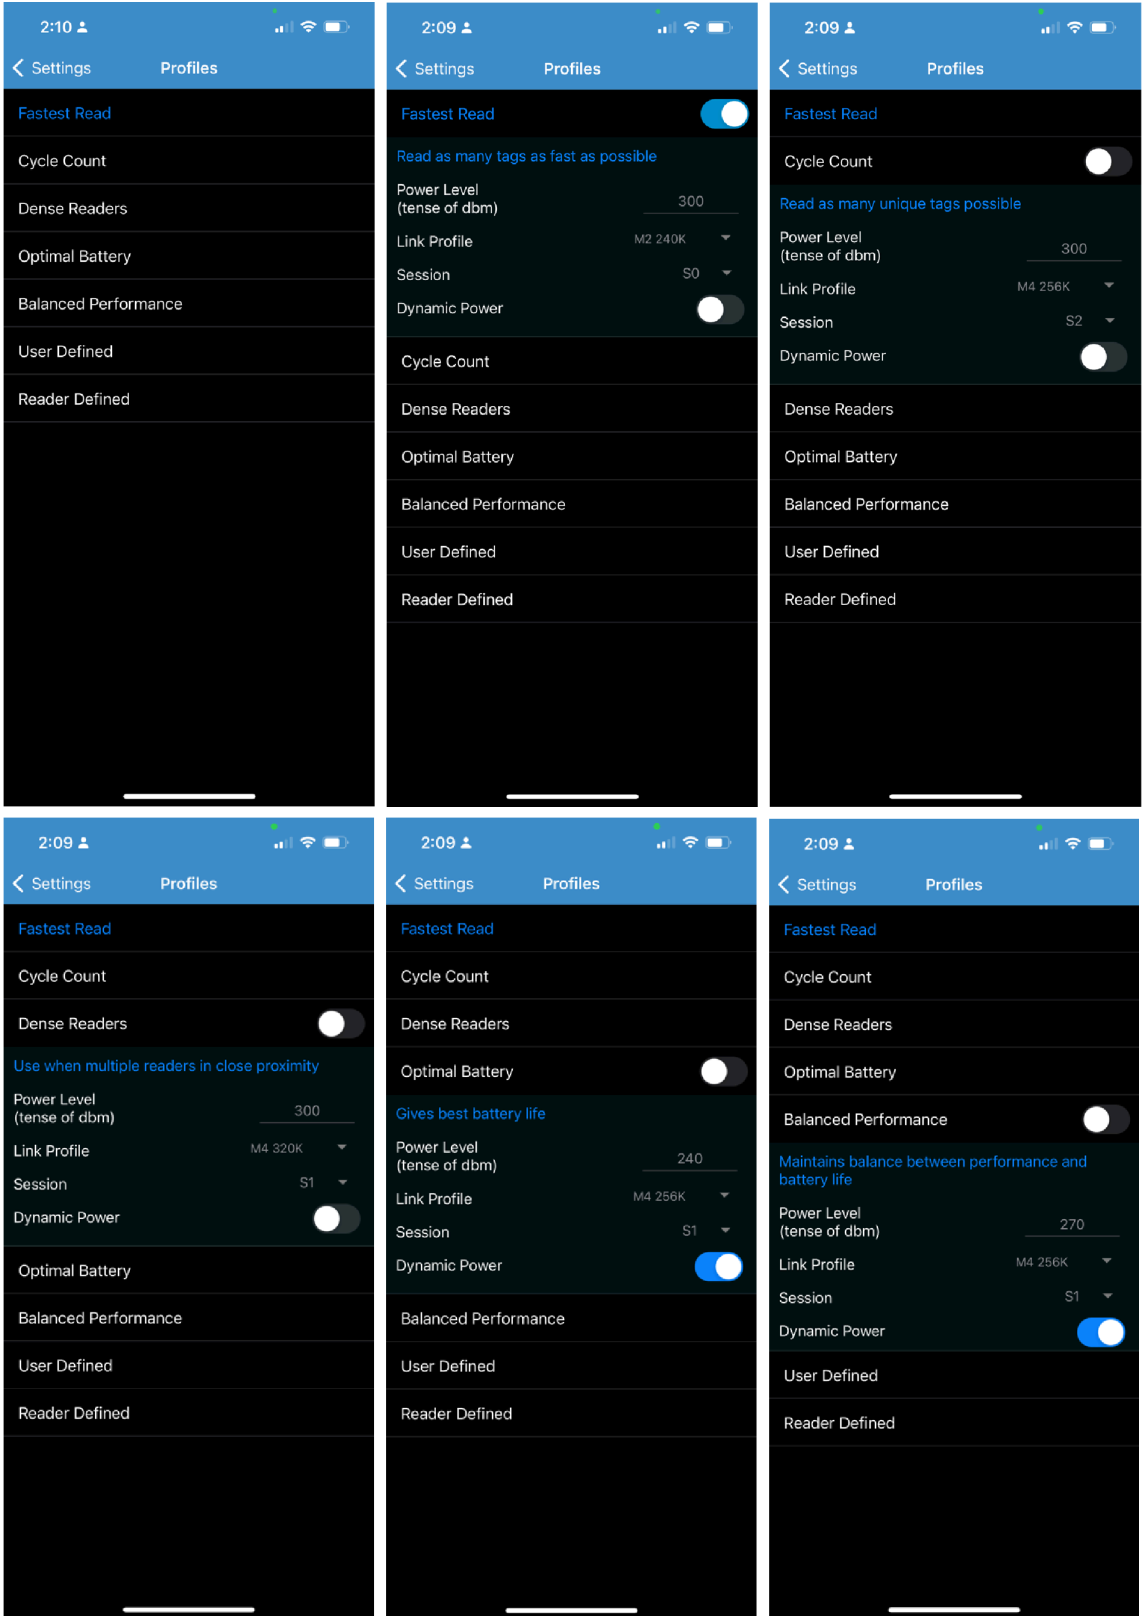 2:10
Settings
Profiles
Fastest Read
Cycle Count
Dense Readers
Optimal Battery
Balanced Performance
User Defined
Reader Defined
2:09
Settings
Profiles
Fastest Read
Read as many tags as fast as possible
Power Level
(tense of dbm)
300
Link Profile
M2 240K
Session
S0
Dynamic Power
Cycle Count
Dense Readers
Optimal Battery
Balanced Performance
User Defined
Reader Defined
2:09
Settings
Profiles
Fastest Read
Cycle Count
Read as many unique tags possible
Power Level
(tense of dbm)
300
Link Profile
M4 256K
Session
S2
Dynamic Power
Dense Readers
Optimal Battery
Balanced Performance
User Defined
Reader Defined
2:09
Settings
Profiles
Fastest Read
Cycle Count
Dense Readers
Use when multiple readers in close proximity
Power Level
(tense of dbm)
300
Link Profile
M4 320K
Session
S1
Dynamic Power
Optimal Battery
Balanced Performance
User Defined
Reader Defined
2:09
Settings
Profiles
Fastest Read
Cycle Count
Dense Readers
Optimal Battery
Gives best battery life
Power Level
(tense of dbm)
240
Link Profile
M4 256K
Session
S1
Dynamic Power
Balanced Performance
User Defined
Reader Defined
2:09
Settings
Profiles
Fastest Read
Cycle Count
Dense Readers
Optimal Battery
Balanced Performance
Maintains balance between performance and
battery life
Power Level
(tense of dbm)
270
Link Profile
M4 256K
Session
S1
Dynamic Power
User Defined
Reader Defined